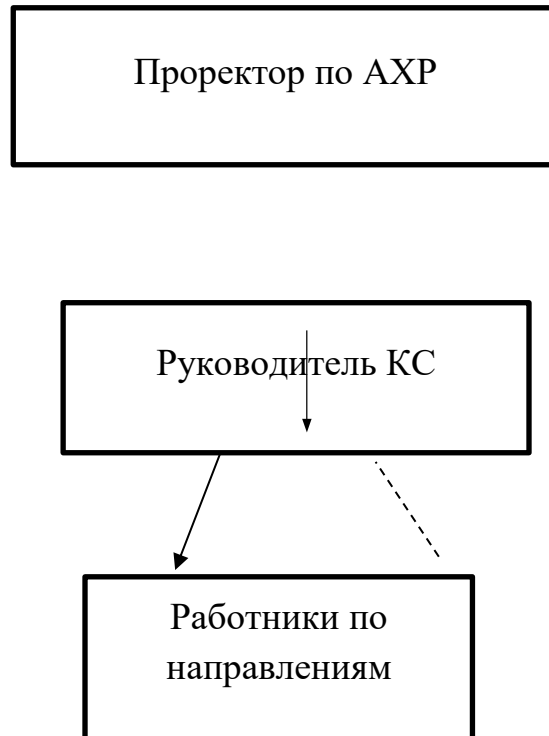 Проректор по АХР
Руководитель КС
Работники по
направлениям